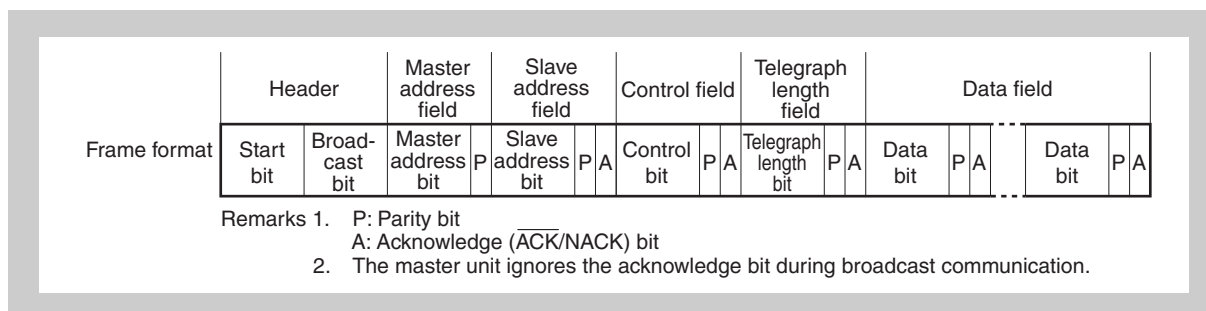 Header Master address field Slave address field Control field Telegraph length field Data field
Frame format Start bit Broad-cast bit Master address bit P Slave address bit P A Control bit P A Telegraph length bit P A Data bit P A Data bit P A
Remarks 1. P: Parity bit
A: Acknowledge (ACK/NACK) bit
2. The master unit ignores the acknowledge bit during broadcast communication.